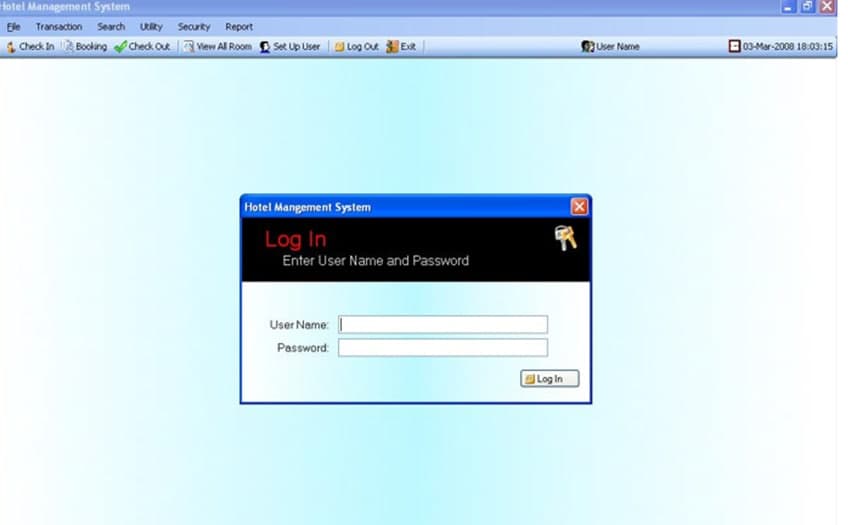 Hotel Management System
File Transaction Search Utility Security Report
Check In Booking Check Out View All Room Set Up User Log Out Exit User Name 03-Mar-2008 18:03:15
Hotel Mangement System
Log In
Enter User Name and Password
User Name:
Password:
Log In